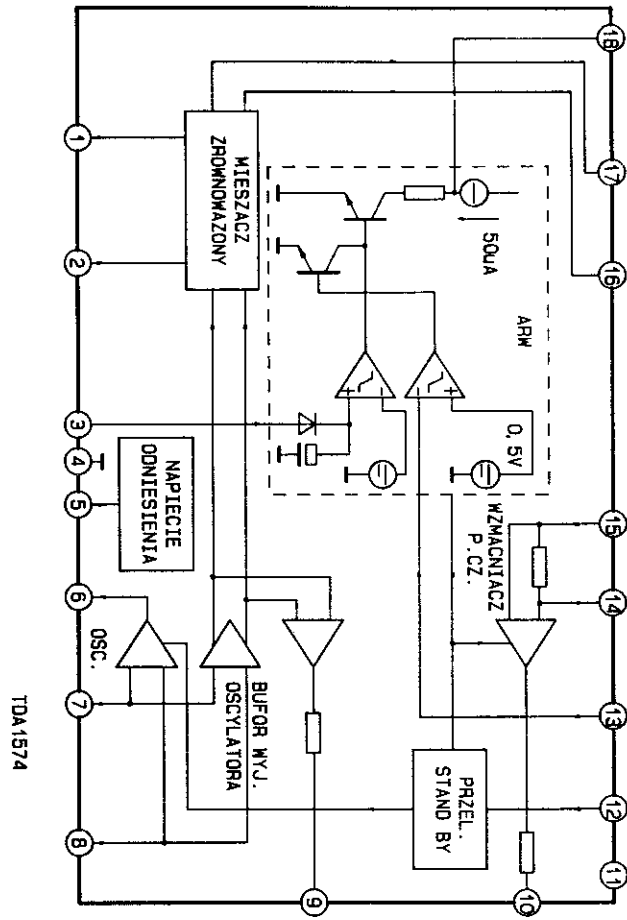 18
17
16
15
14
13
12
11
10
9
1
2
3
4
5
6
7
8
MIESZACZ
ZROWNOWAZONY
50uA
ARW
0,5V
WZMACNIACZ
P.CZ.
NAPIECIE
ODNIESIENIA
OSC.
BUFOR WYJ.
OSCYLATORA
PRZEL.
STAND BY
TDA1574